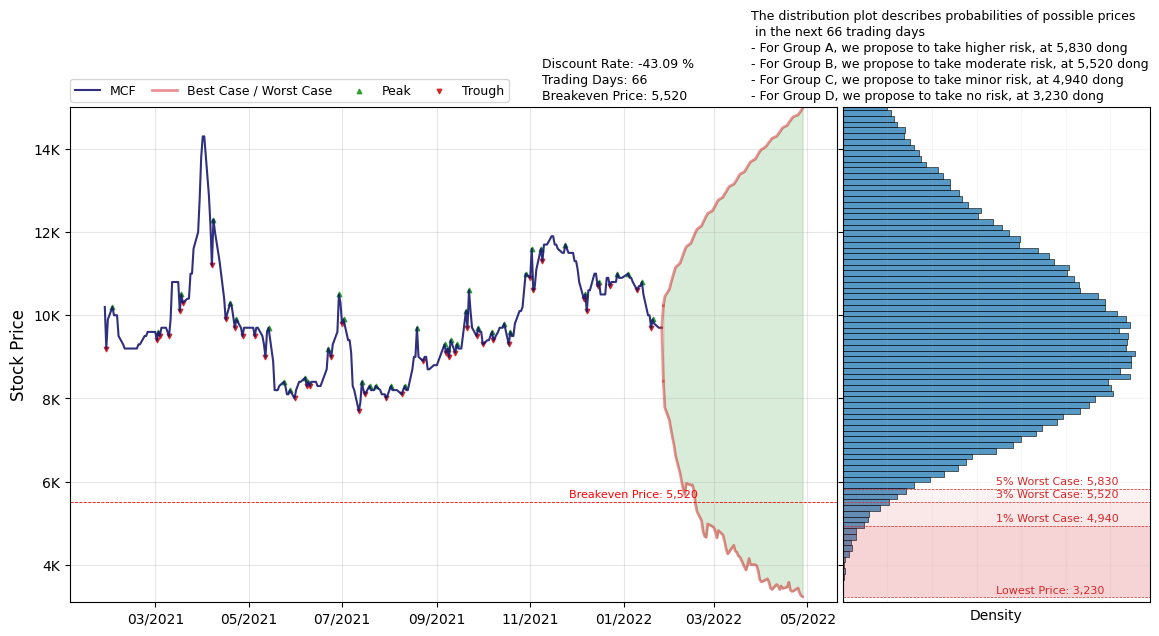 The distribution plot describes probabilities of possible prices
in the next 66 trading days
- For Group A, we propose to take higher risk, at 5,830 dong
- For Group B, we propose to take moderate risk, at 5,520 dong
- For Group C, we propose to take minor risk, at 4,940 dong
- For Group D, we propose to take no risk, at 3,230 dong
Discount Rate: -43.09 %
Trading Days: 66
Breakeven Price: 5,520
MCF
Best Case / Worst Case
Peak
Trough
Stock Price
14K
12K
10K
8K
6K
4K
Breakeven Price: 5,520
5% Worst Case: 5,830
3% Worst Case: 5,520
1% Worst Case: 4,940
Lowest Price: 3,230
03/2021
05/2021
07/2021
09/2021
11/2021
01/2022
03/2022
05/2022
Density